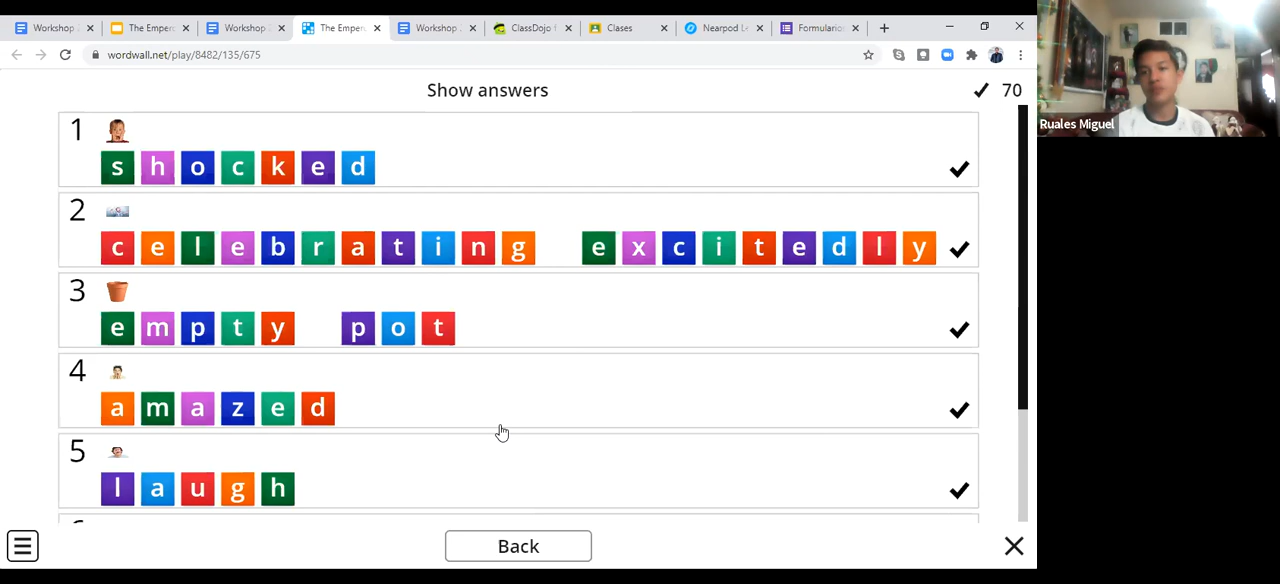 Workshop
The Emper
Workshop
The Emper
Workshop
ClassDojo
Clases
Nearpod
Formularios
wordwall.net/play/8482/135/675
Show answers
70
1
shocked
2
celebrating excitedly
3
empty pot
4
amazed
5
laugh
Back
Ruales Miguel